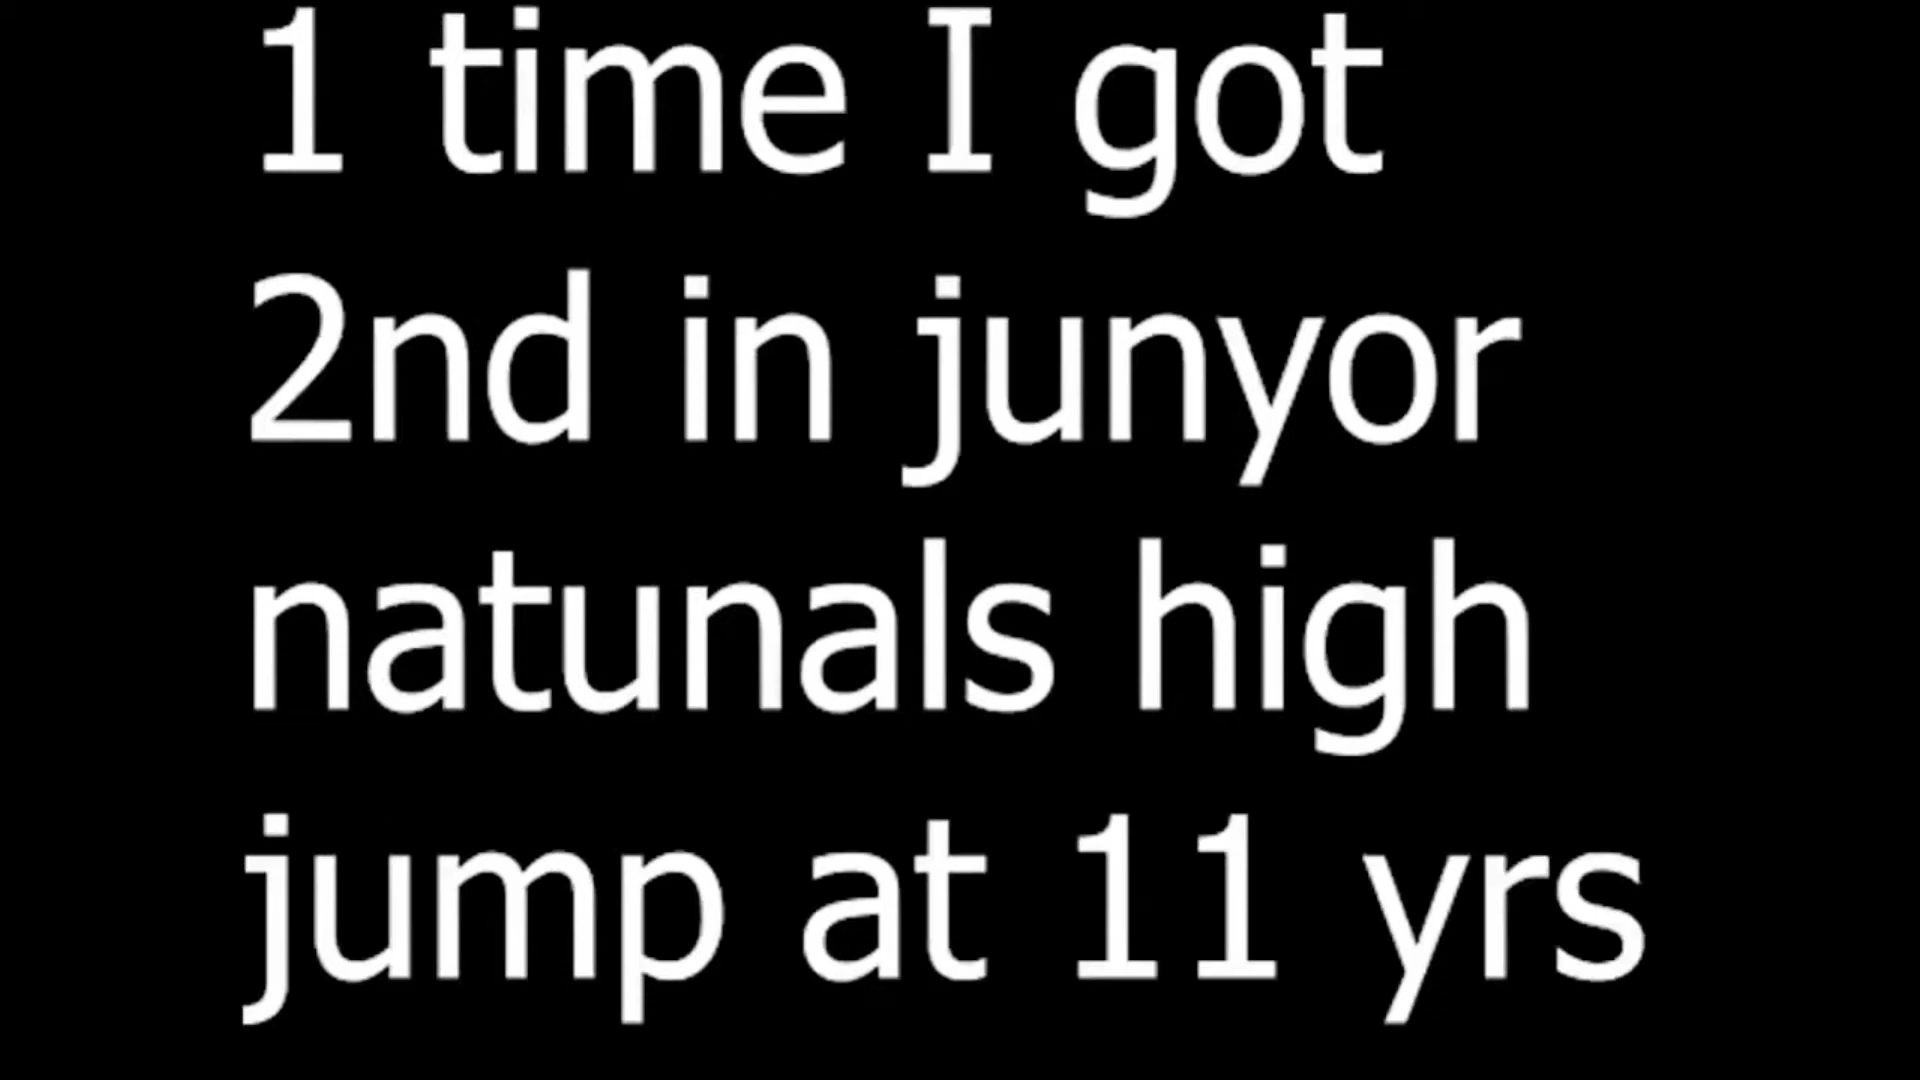 1 time I got
2nd in junyor
natunals high
jump at 11 yrs